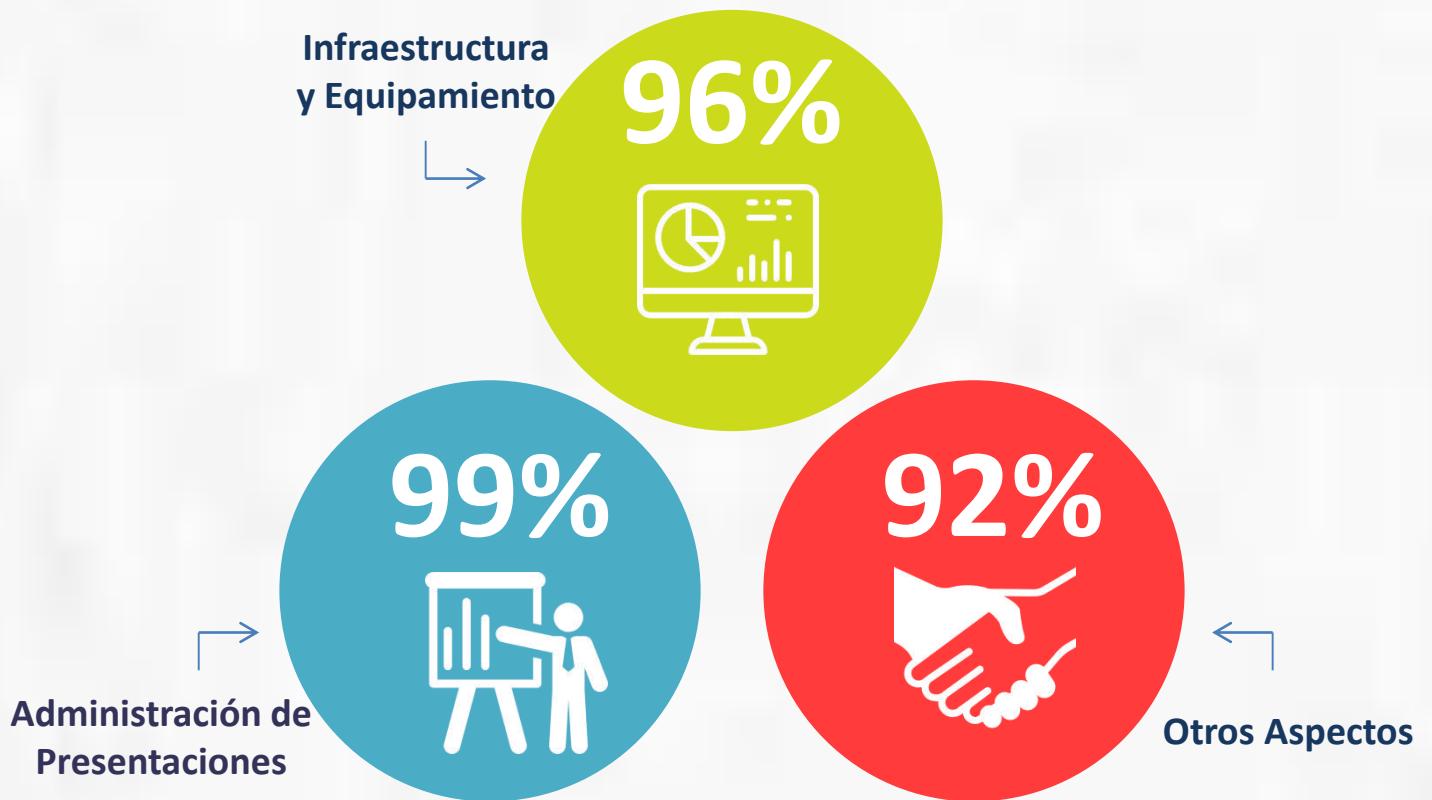 Infraestructura
y Equipamiento
96%
99%
92%
Administración de
Presentaciones
Otros Aspectos